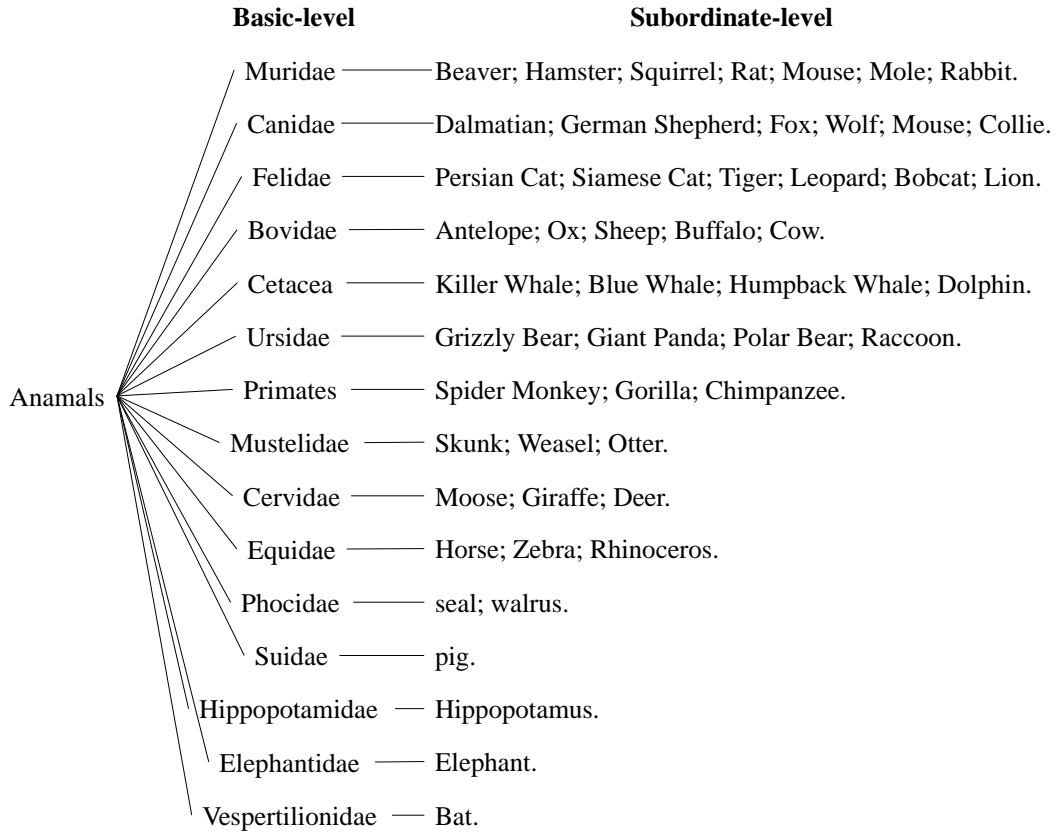 Basic-level Subordinate-level
Muridae Beaver; Hamster; Squirrel; Rat; Mouse; Mole; Rabbit.
Canidae Dalmatian; German Shepherd; Fox; Wolf; Mouse; Collie.
Felidae Persian Cat; Siamese Cat; Tiger; Leopard; Bobcat; Lion.
Bovidae Antelope; Ox; Sheep; Buffalo; Cow.
Cetacea Killer Whale; Blue Whale; Humpback Whale; Dolphin.
Ursidae Grizzly Bear; Giant Panda; Polar Bear; Raccoon.
Anamals Primates Spider Monkey; Gorilla; Chimpanzee.
Mustelidae Skunk; Weasel; Otter.
Cervidae Moose; Giraffe; Deer.
Equidae Horse; Zebra; Rhinoceros.
Phocidae seal; walrus.
Suidae pig.
Hippopotamidae Hippopotamus.
Elephantidae Elephant.
Vespertilionidae Bat.